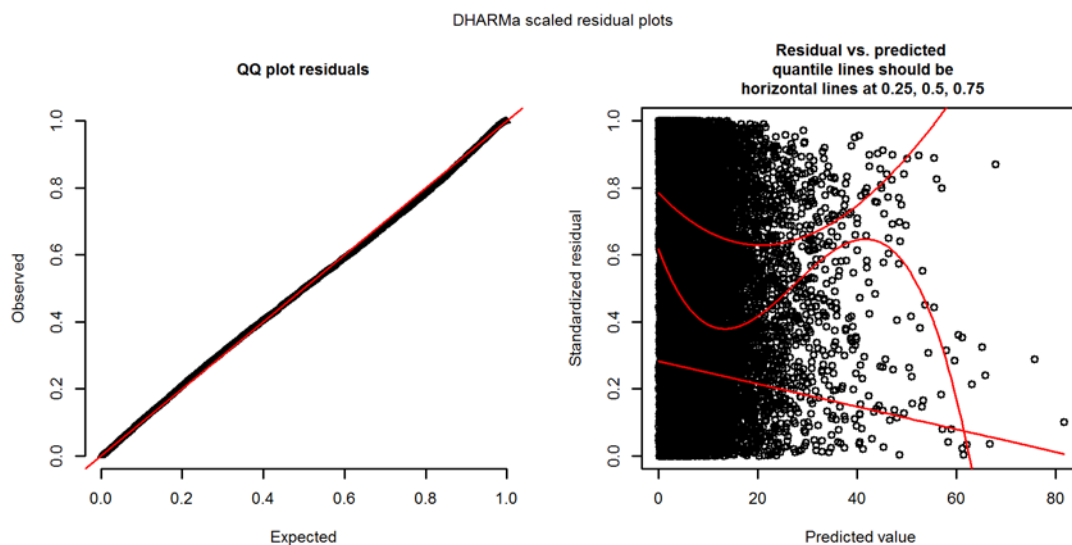 DHARMa scaled residual plots
QQ plot residuals
Observed
0.0 0.2 0.4 0.6 0.8 1.0
0.0 0.2 0.4 0.6 0.8 1.0
Expected
Residual vs. predicted
quantile lines should be
horizontal lines at 0.25, 0.5, 0.75
Standardized residual
0.0 0.2 0.4 0.6 0.8 1.0
0 20 40 60 80
Predicted value